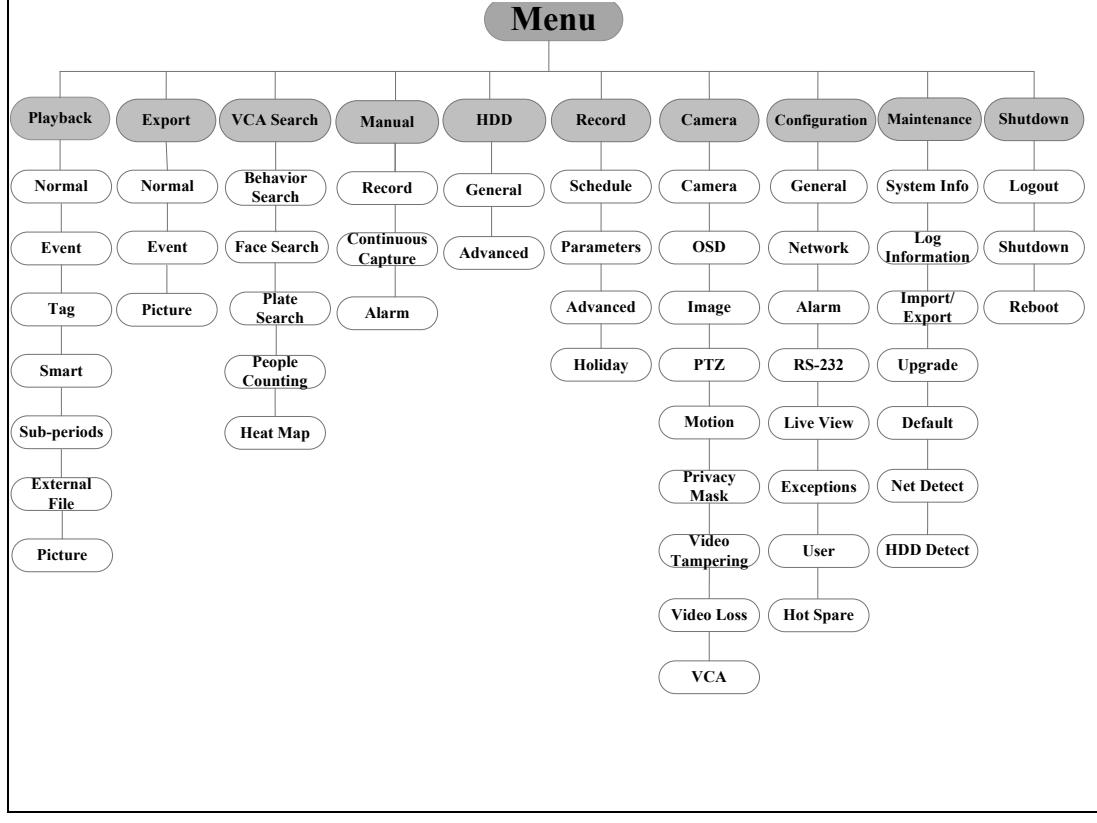 Menu
Playback
Export
VCA Search
Manual
HDD
Record
Camera
Configuration
Maintenance
Shutdown
Normal
Event
Tag
Smart
Sub-periods
External
File
Picture
Normal
Event
Picture
Behavior
Search
Face Search
Plate
Search
People
Counting
Heat Map
Record
Continuous
Capture
Alarm
General
Advanced
Schedule
Parameters
Advanced
Holiday
Camera
OSD
Image
PTZ
Motion
Privacy
Mask
Video
Tampering
Video Loss
VCA
General
Network
Alarm
RS-232
Live View
Exceptions
User
Hot Spare
System Info
Log
Information
Import/
Export
Upgrade
Default
Net Detect
HDD Detect
Logout
Shutdown
Reboot